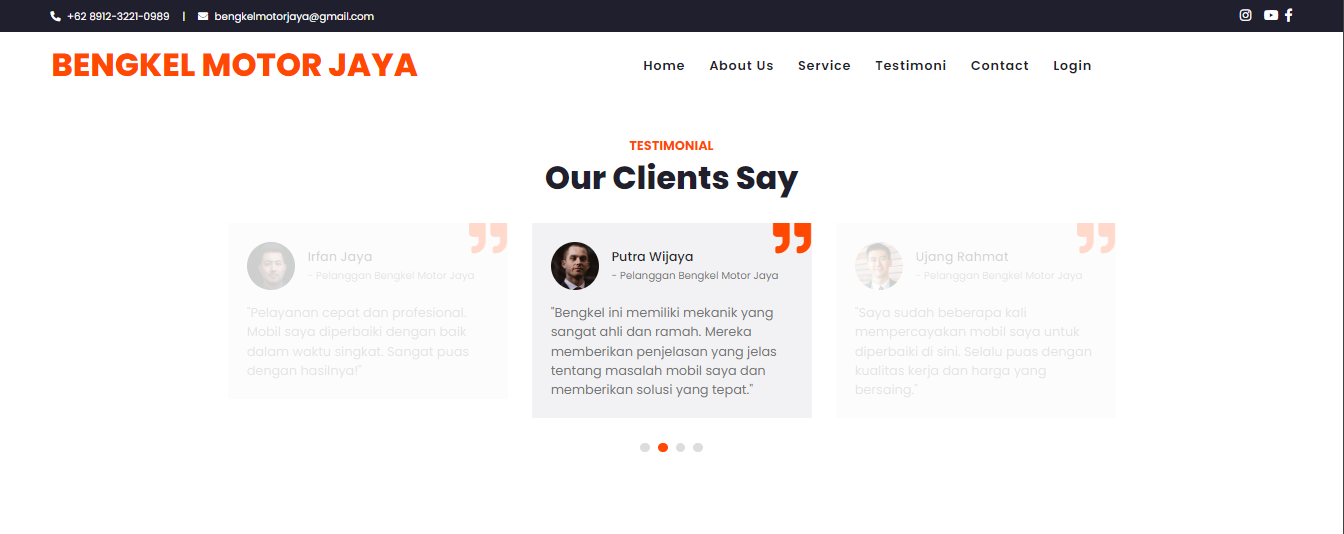 +62 8912-3221-0989 | bengkelmotorjaya@gmail.com
BENGKEL MOTOR JAYA
Home About Us Service Testimoni Contact Login
TESTIMONIAL
Our Clients Say
Irfan Jaya
- Pelanggan Bengkel Motor Jaya
"Pelayanan cepat dan profesional.
Mobil saya diperbaiki dengan baik
dalam waktu singkat. Sangat puas
dengan hasilnya!"
Putra Wijaya
- Pelanggan Bengkel Motor Jaya
"Bengkel ini memiliki mekanik yang
sangat ahli dan ramah. Mereka
memberikan penjelasan yang jelas
tentang masalah mobil saya dan
memberikan solusi yang tepat."
Ujang Rahmat
- Pelanggan Bengkel Motor Jaya
"Saya sudah beberapa kali
mempercayakan mobil saya untuk
diperbaiki di sini. Selalu puas dengan
kualitas kerja dan harga yang
bersaing."